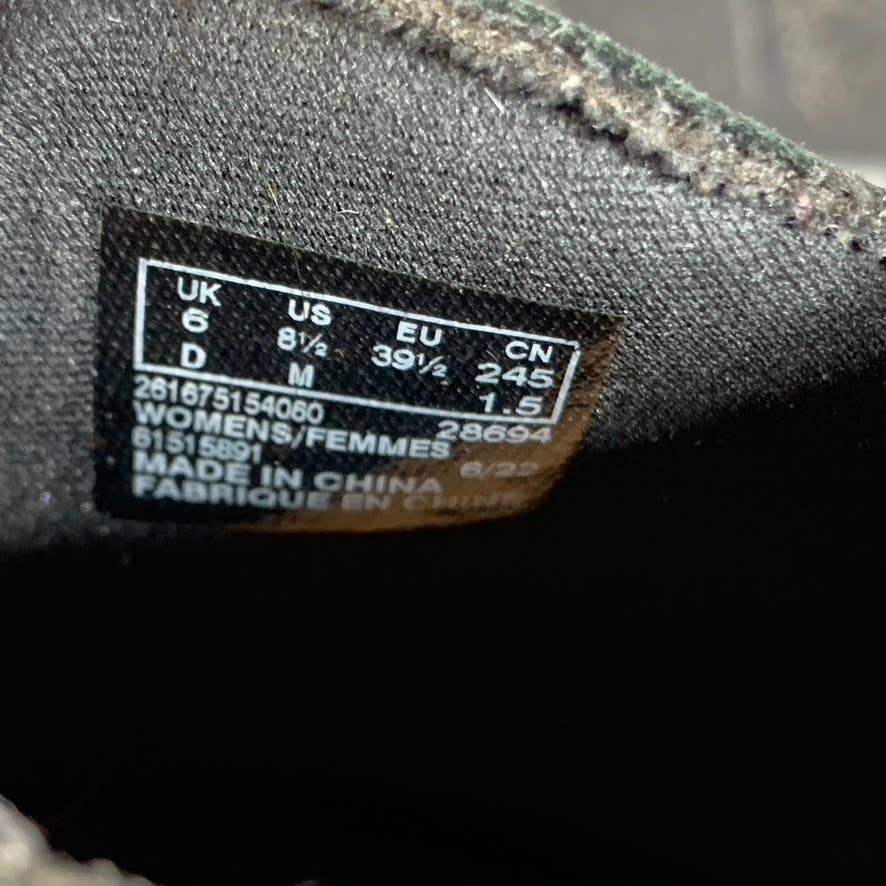 UK US EU CN
6 8½ 39½ 245
D M 1.5
261675154060 28694
WOMENS/FEMMES
61515891 6/22
MADE IN CHINA
FABRIQUE EN CHINE